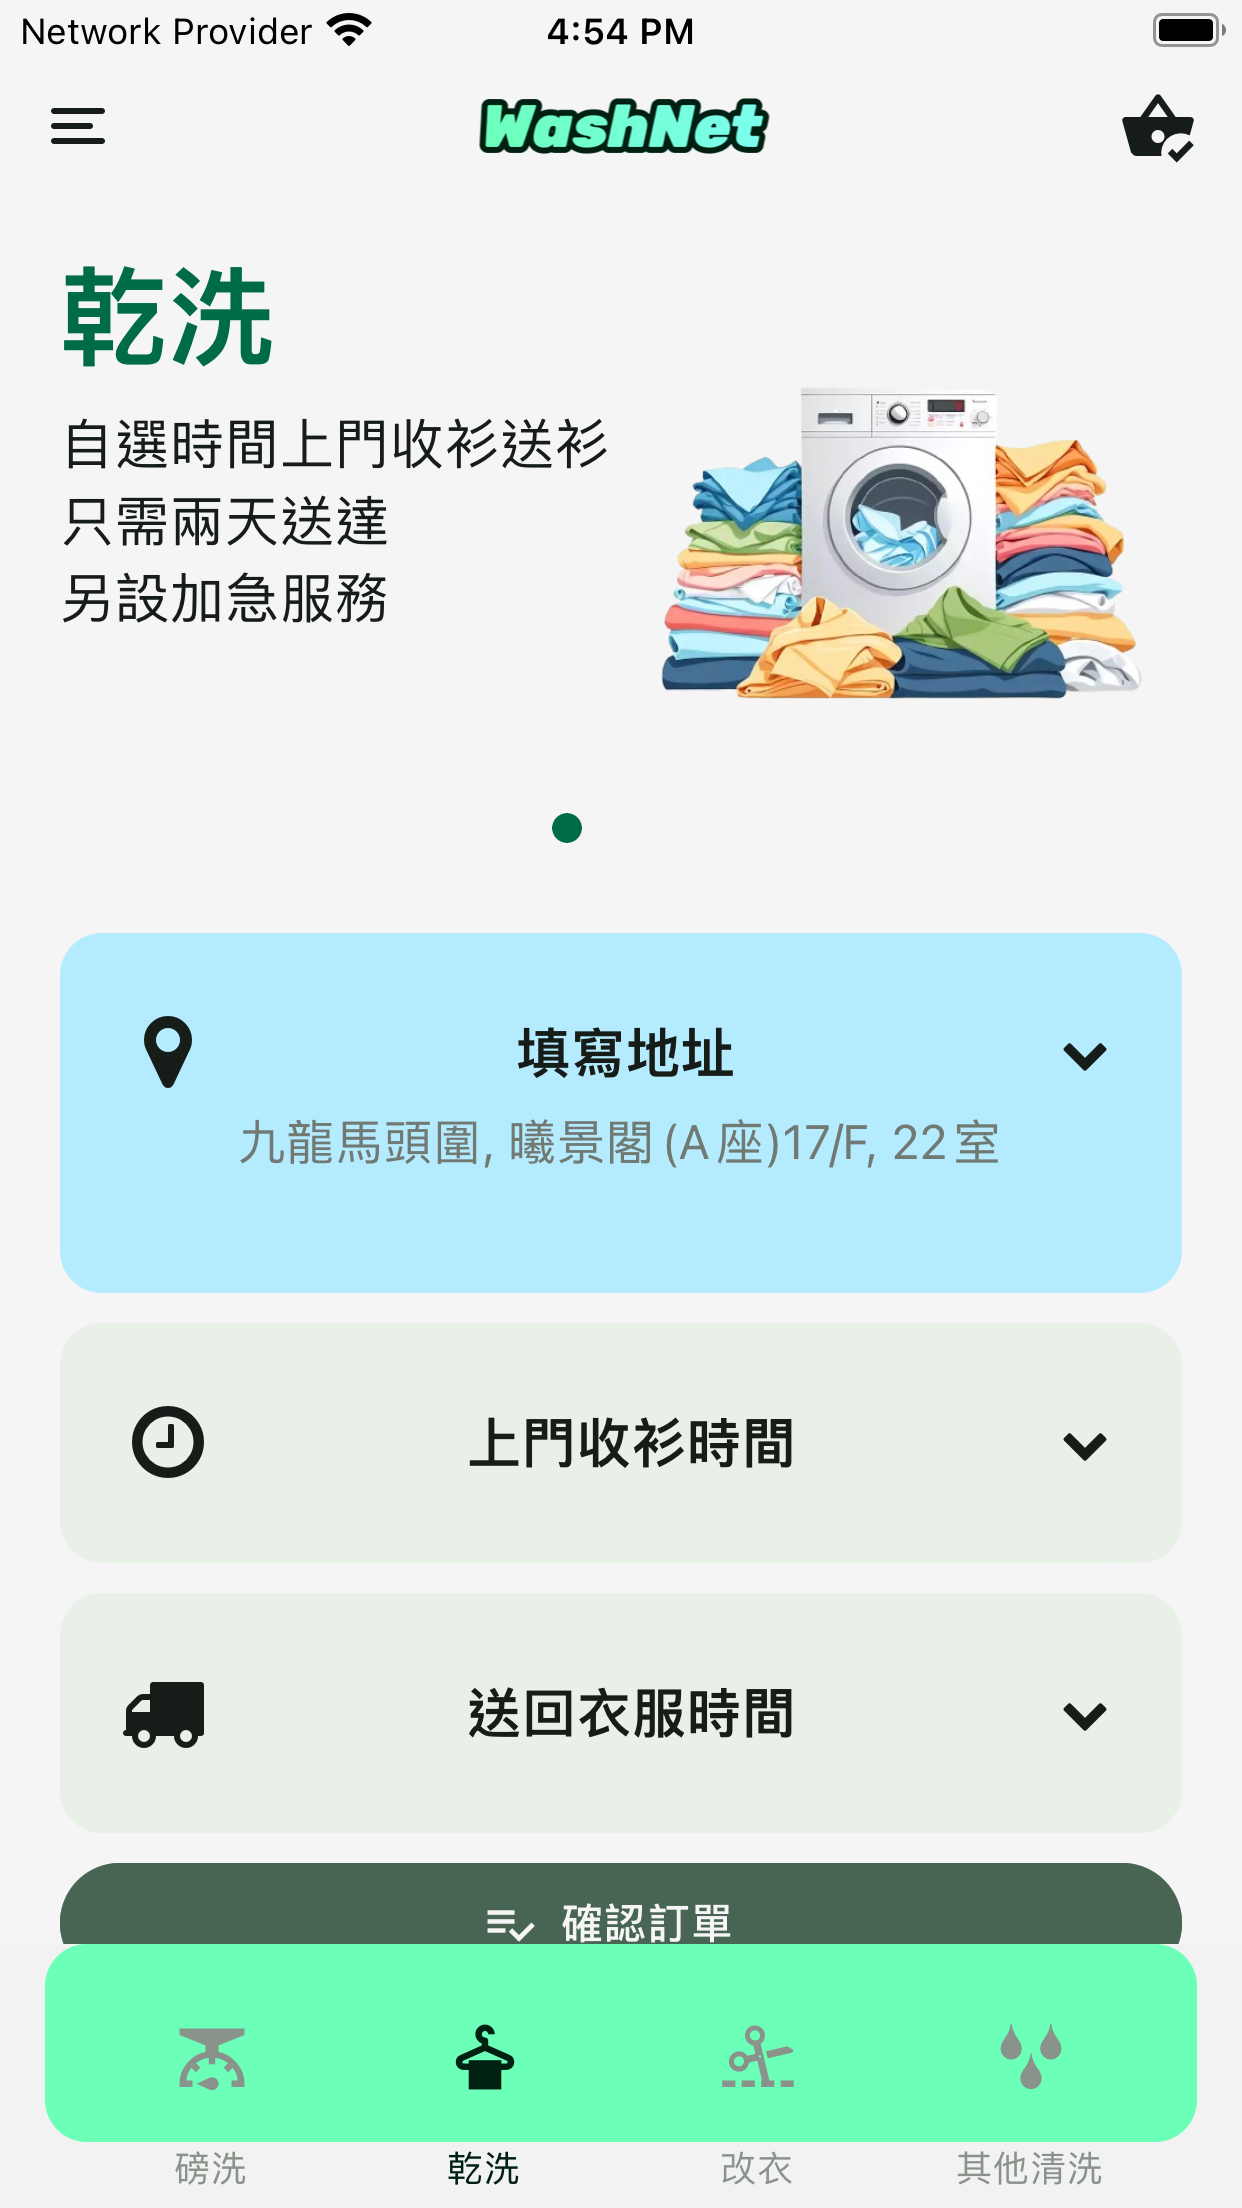 Network Provider
4:54 PM
WashNet
乾洗
自選時間上門收衫送衫
只需兩天送達
另設加急服務
填寫地址
九龍馬頭圍, 曦景閣 (A 座)17/F, 22 室
上門收衫時間
送回衣服時間
確認訂單
磅洗
乾洗
改衣
其他清洗